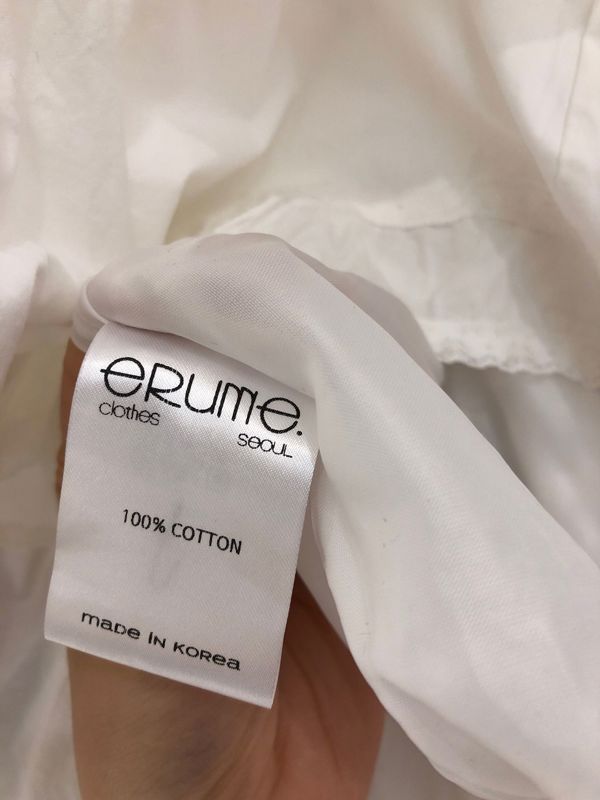 erume.
clothes
seoul
100% COTTON
made in Korea